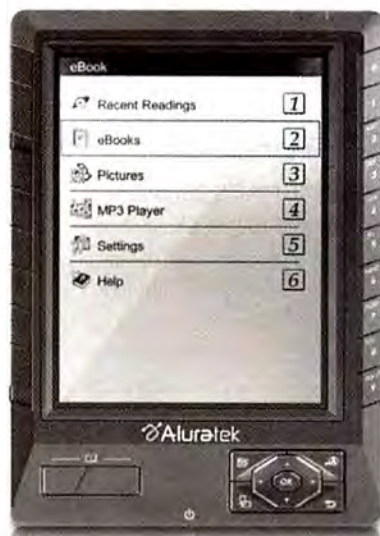 eBook
Recent Readings 1
eBooks 2
Pictures 3
MP3 Player 4
Settings 5
Help 6
Aluratek
OK